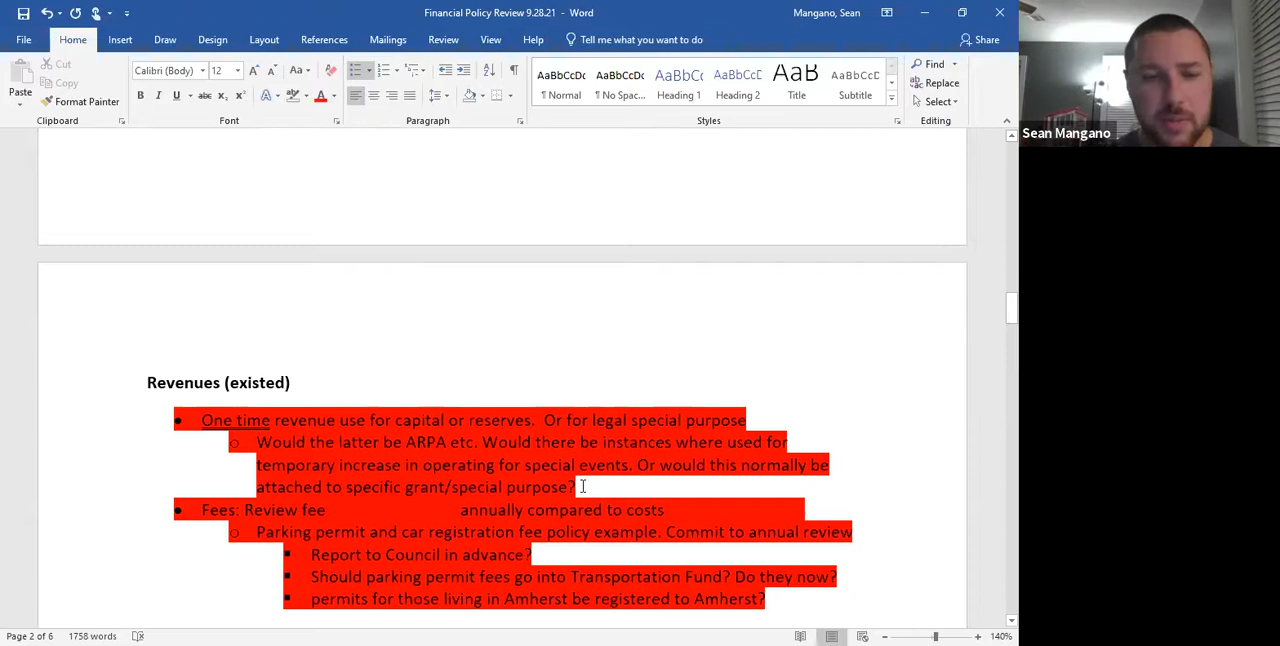 Financial Policy Review 9.28.21 - Word
Mangano, Sean
File Home Insert Draw Design Layout References Mailings Review View Help Tell me what you want to do Share
Paste
Cut
Copy
Format Painter
Clipboard
Calibri (Body) 12
Font
Paragraph
AaBbCcDc AaBbCcDc AaBbCc AaBbCcD AaB AaBbCcD
¶ Normal ¶ No Spac... Heading 1 Heading 2 Title Subtitle
Styles
Find
Replace
Select
Editing
Sean Mangano
Revenues (existed)
• One time revenue use for capital or reserves. Or for legal special purpose
o Would the latter be ARPA etc. Would there be instances where used for
temporary increase in operating for special events. Or would this normally be
attached to specific grant/special purpose?
• Fees: Review fee annually compared to costs
o Parking permit and car registration fee policy example. Commit to annual review
▪ Report to Council in advance?
▪ Should parking permit fees go into Transportation Fund? Do they now?
▪ permits for those living in Amherst be registered to Amherst?
Page 2 of 6 1758 words 140%